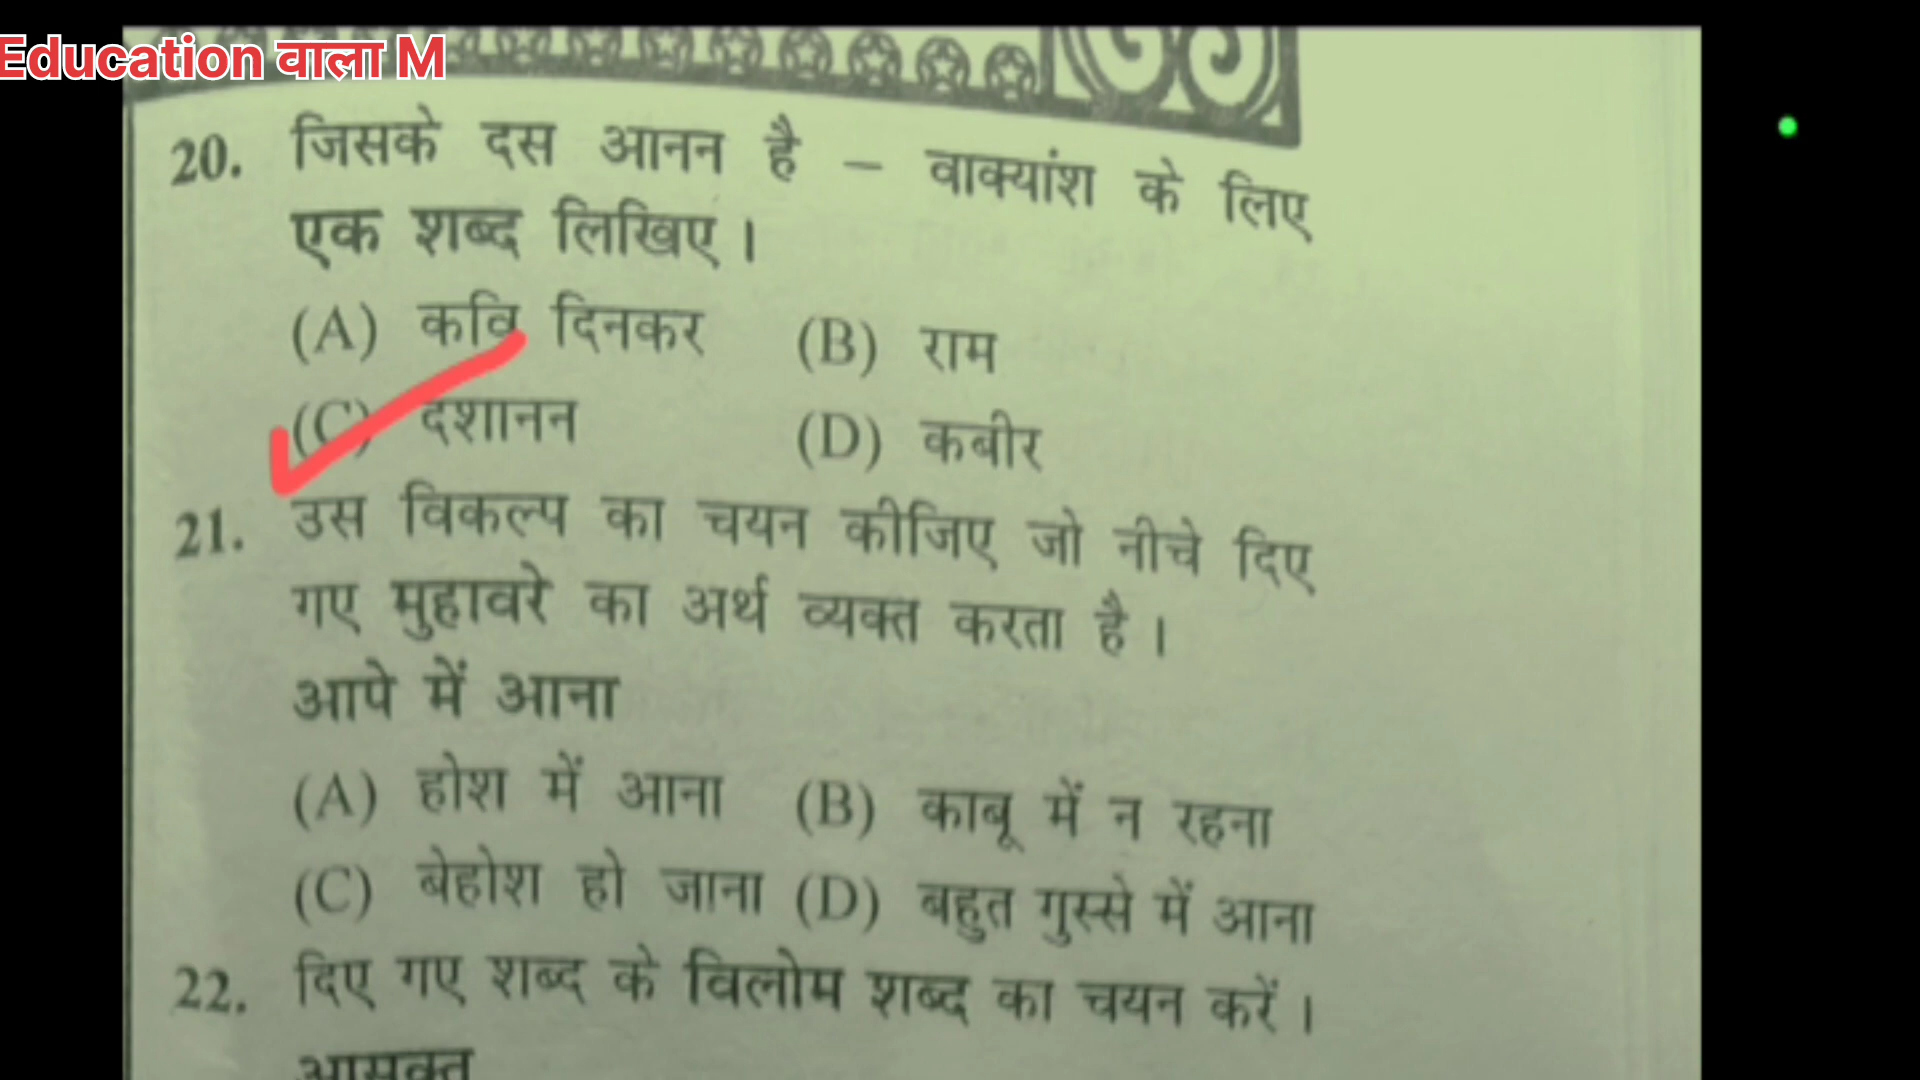 Education वाला M
20. जिसके दस आनन है – वाक्यांश के लिए
एक शब्द लिखिए।
(A) कवि दिनकर (B) राम
(C) दशानन (D) कबीर
21. उस विकल्प का चयन कीजिए जो नीचे दिए
गए मुहावरे का अर्थ व्यक्त करता है।
आपे में आना
(A) होश में आना (B) काबू में न रहना
(C) बेहोश हो जाना (D) बहुत गुस्से में आना
22. दिए गए शब्द के विलोम शब्द का चयन करें।
आसक्त